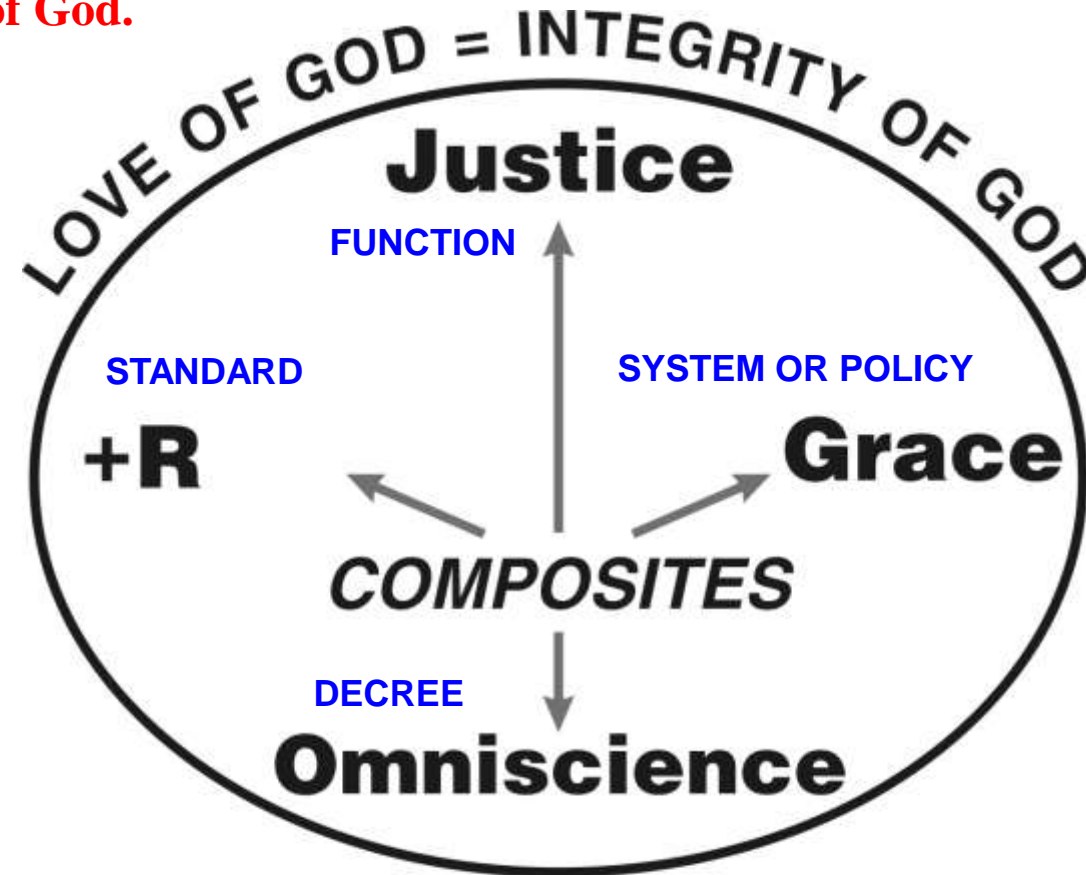 of God.
LOVE OF GOD = INTEGRITY OF GOD
Justice
FUNCTION
STANDARD
SYSTEM OR POLICY
+R
Grace
COMPOSITES
DECREE
Omniscience